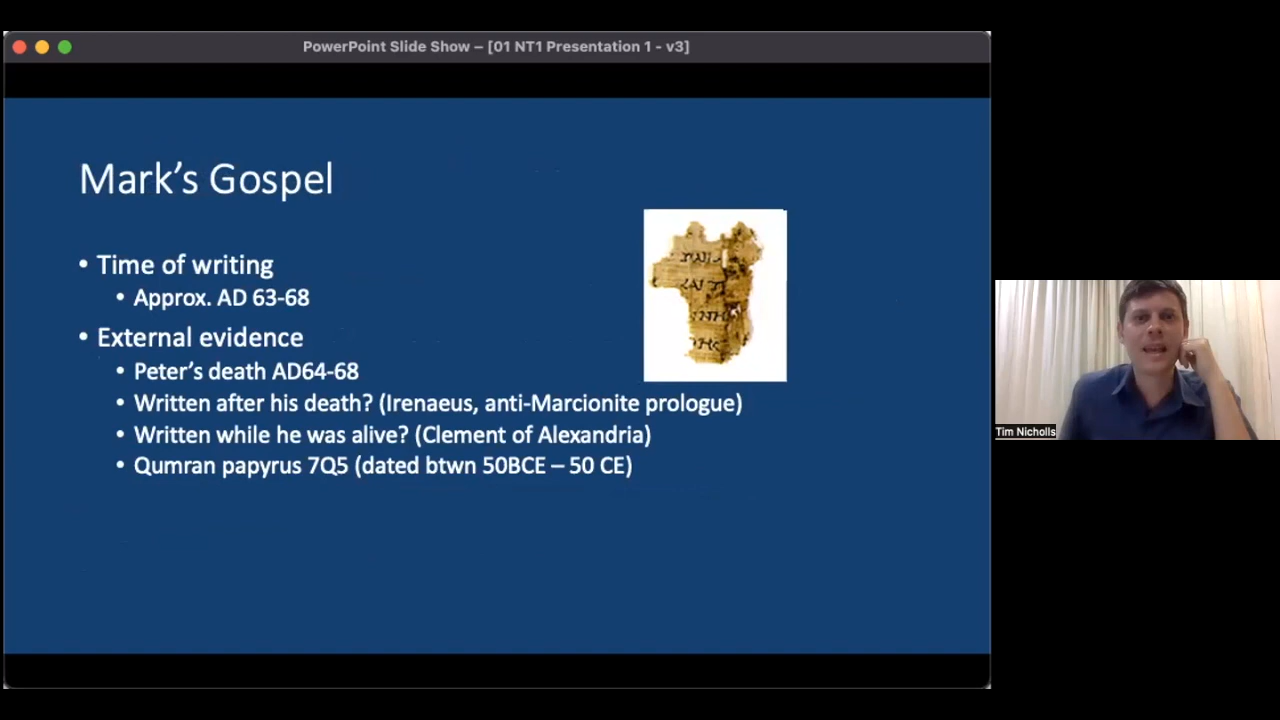 PowerPoint Slide Show – [01 NT1 Presentation 1 - v3]
Mark's Gospel
• Time of writing
• Approx. AD 63-68
• External evidence
• Peter's death AD64-68
• Written after his death? (Irenaeus, anti-Marcionite prologue)
• Written while he was alive? (Clement of Alexandria)
• Qumran papyrus 7Q5 (dated btwn 50BCE – 50 CE)
Tim Nicholls